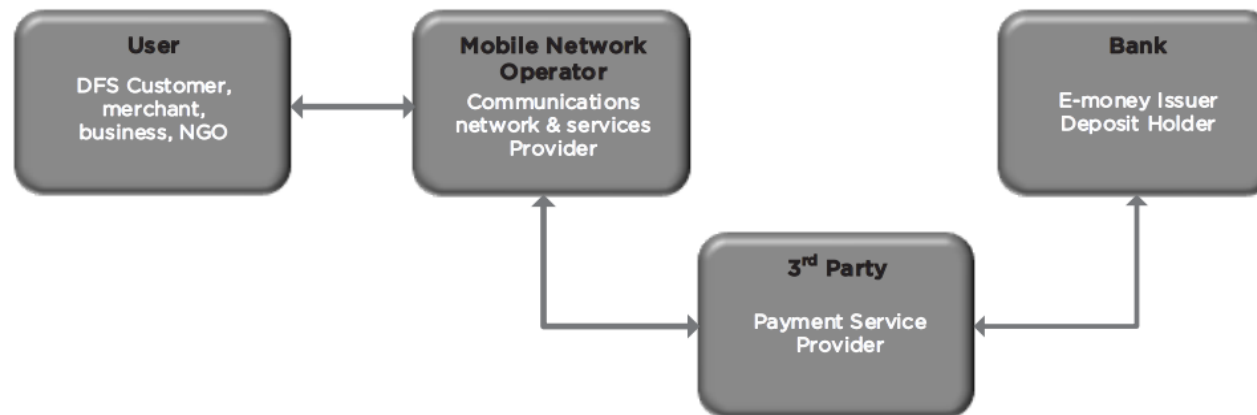 User
DFS Customer,
merchant,
business, NGO
Mobile Network
Operator
Communications
network & services
Provider
Bank
E-money Issuer
Deposit Holder
3rd Party
Payment Service
Provider